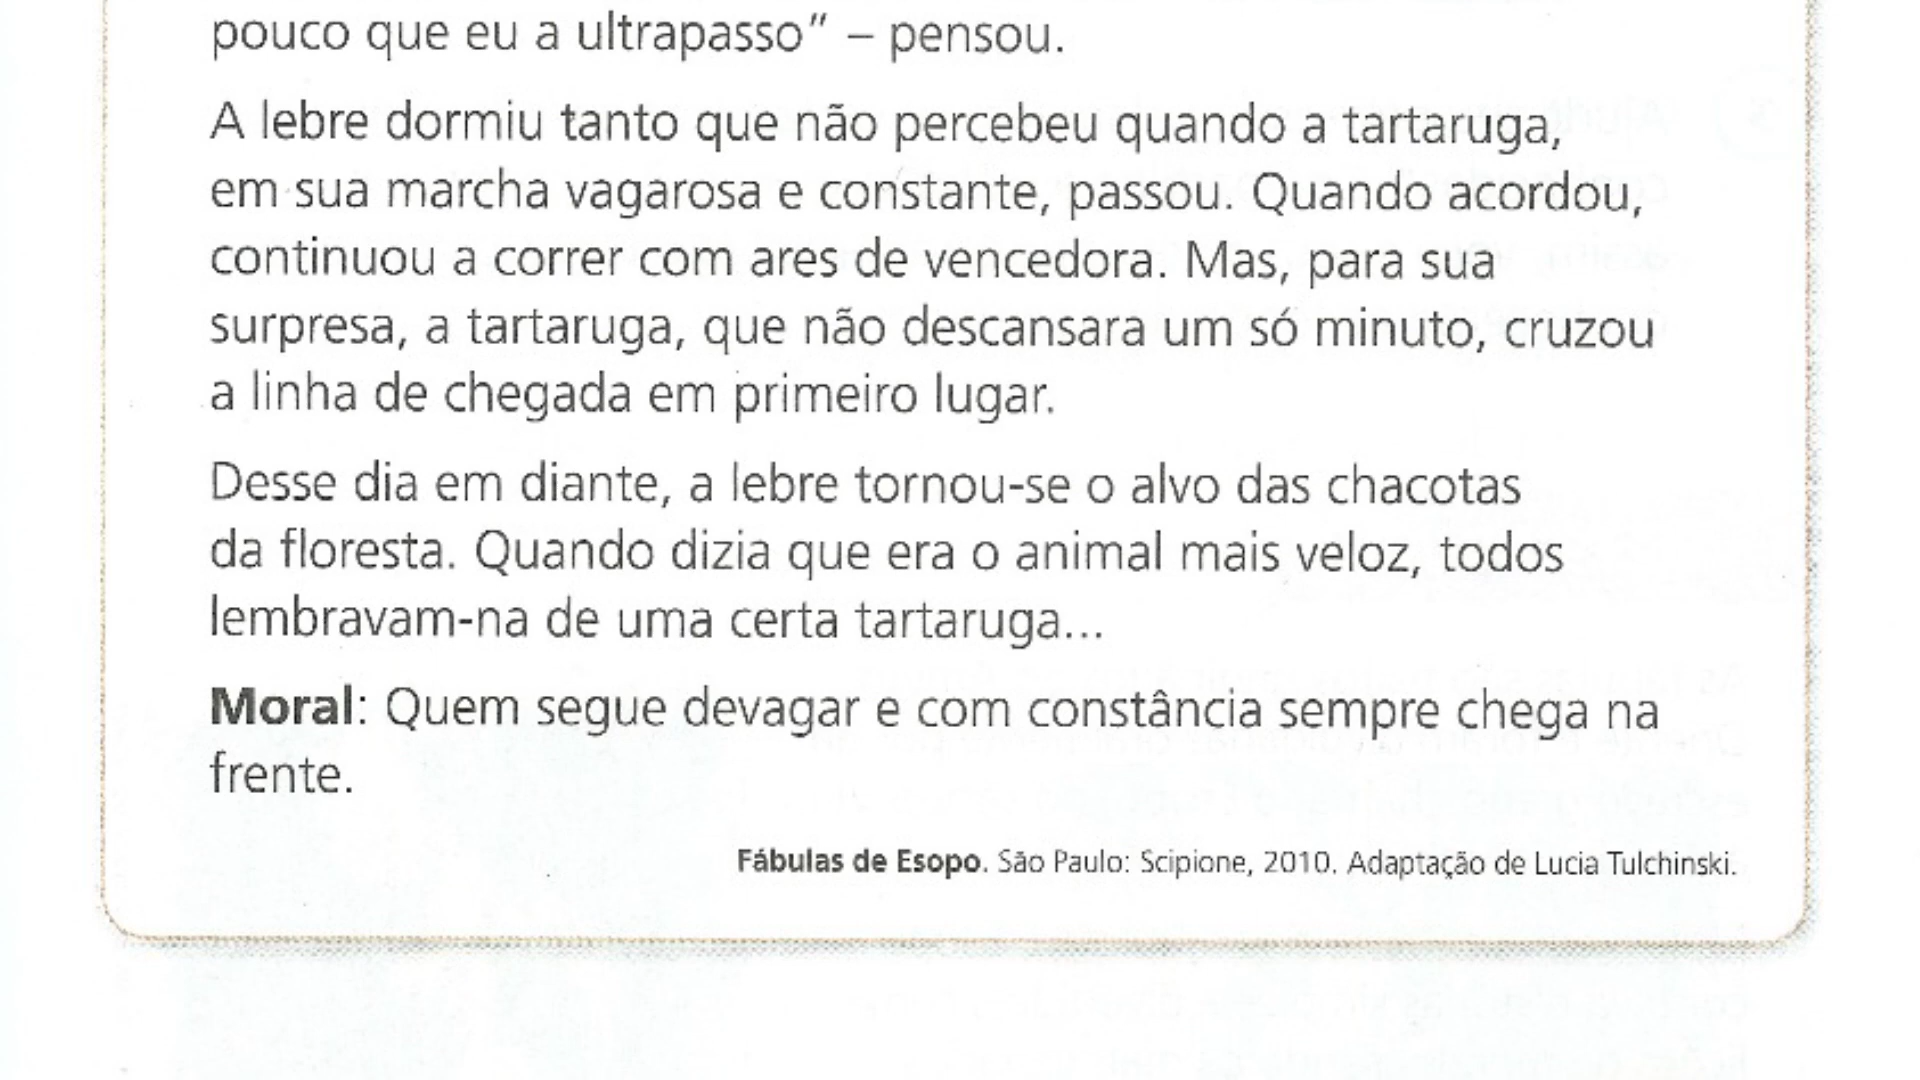 pouco que eu a ultrapasso” – pensou.
A lebre dormiu tanto que não percebeu quando a tartaruga,
em sua marcha vagarosa e constante, passou. Quando acordou,
continuou a correr com ares de vencedora. Mas, para sua
surpresa, a tartaruga, que não descansara um só minuto, cruzou
a linha de chegada em primeiro lugar.
Desse dia em diante, a lebre tornou-se o alvo das chacotas
da floresta. Quando dizia que era o animal mais veloz, todos
lembravam-na de uma certa tartaruga...
Moral: Quem segue devagar e com constância sempre chega na
frente.
Fábulas de Esopo. São Paulo: Scipione, 2010. Adaptação de Lucia Tulchinski.